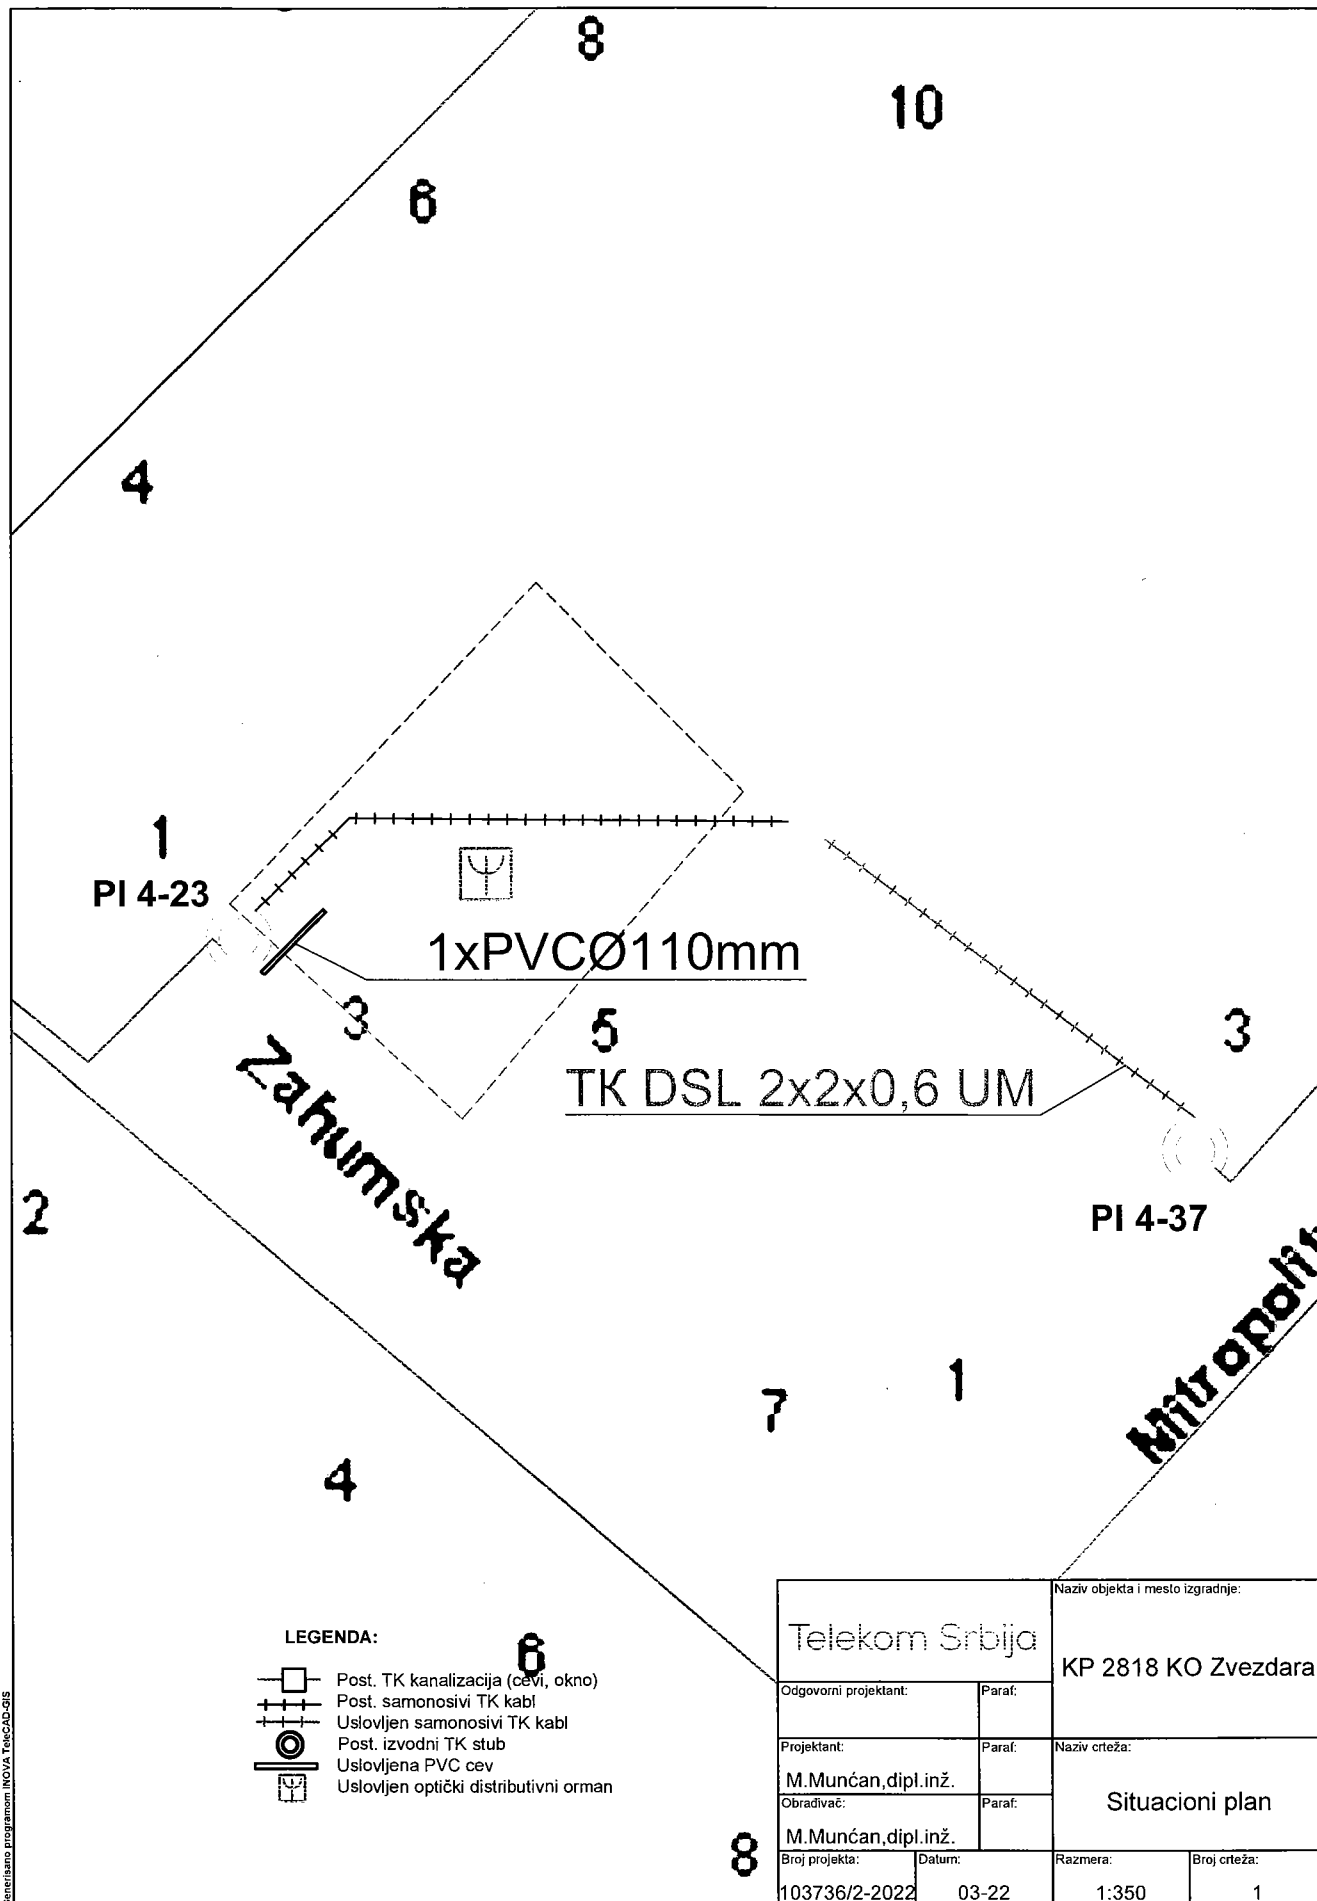 8
10
6
4
1
PI 4-23
1xPVCØ110mm
3
5
3
TK DSL 2x2x0,6 UM
Zahumska
2
PI 4-37
1
7
4
LEGENDA:
6
Post. TK kanalizacija (cevi, okno)
Post. samonosivi TK kabl
Uslovljen samonosivi TK kabl
Post. izvodni TK stub
Uslovljena PVC cev
Uslovljen optički distributivni orman
8
Telekom Srbija
Naziv objekta i mesto izgradnje:
KP 2818 KO Zvezdara
Odgovorni projektant:
Paraf:
Projektant:
Paraf:
M.Munćan,dipl.inž.
Naziv crteža:
Situacioni plan
Obrađivač:
Paraf:
M.Munćan,dipl.inž.
Broj projekta:
103736/2-2022
Datum:
03-22
Razmera:
1:350
Broj crteža:
1
Generisano programom INOVA TeleCAD-GIS